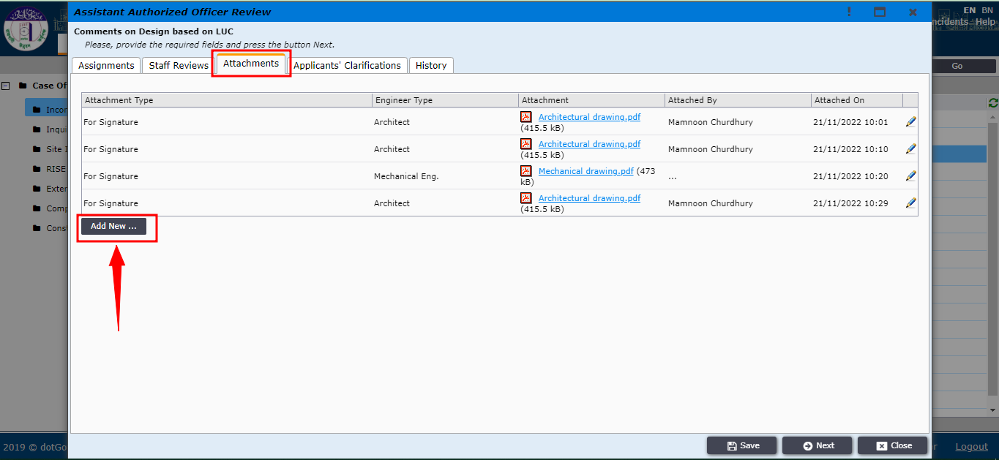 Assistant Authorized Officer Review
EN BN
Help
Comments on Design based on LUC
Please, provide the required fields and press the button Next.
Assignments Staff Reviews Attachments Applicants' Clarifications History
Go
Case Of
Attachment Type Engineer Type Attachment Attached By Attached On
For Signature Architect Architectural drawing.pdf (415.5 kB) Mamnoon Churdhury 21/11/2022 10:01
For Signature Architect Architectural drawing.pdf (415.5 kB) Mamnoon Churdhury 21/11/2022 10:10
For Signature Mechanical Eng. Mechanical drawing.pdf (473 kB) ... 21/11/2022 10:20
For Signature Architect Architectural drawing.pdf (415.5 kB) Mamnoon Churdhury 21/11/2022 10:29
Add New ...
Incor
Inqui
Site I
RISE
Exter
Comp
Const
Save Next Close
2019 © dotGo
Logout